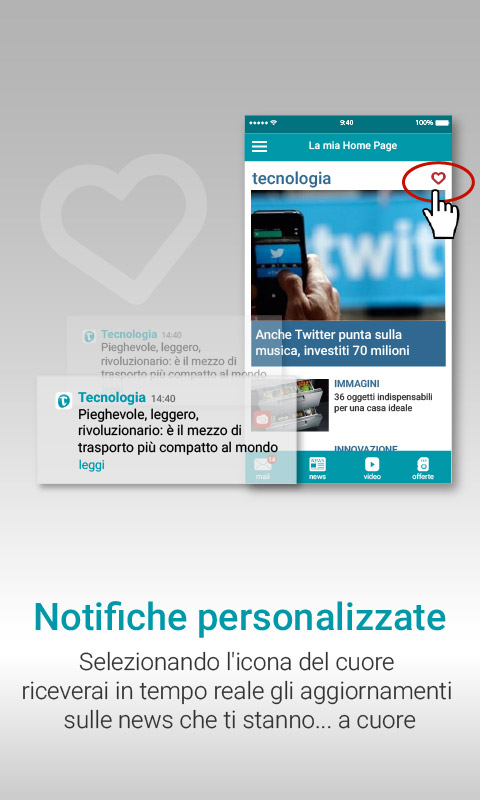 9:40
100%
La mia Home Page
tecnologia
twit
Anche Twitter punta sulla
musica, investiti 70 milioni
IMMAGINI
36 oggetti indispensabili
per una casa ideale
INNOVAZIONE
mail
news
video
offerte
Tecnologia 14:40
Pieghevole, leggero,
rivoluzionario: è il mezzo di
trasporto più compatto al mondo
Tecnologia 14:40
Pieghevole, leggero,
rivoluzionario: è il mezzo di
trasporto più compatto al mondo
leggi
Notifiche personalizzate
Selezionando l'icona del cuore
riceverai in tempo reale gli aggiornamenti
sulle news che ti stanno... a cuore